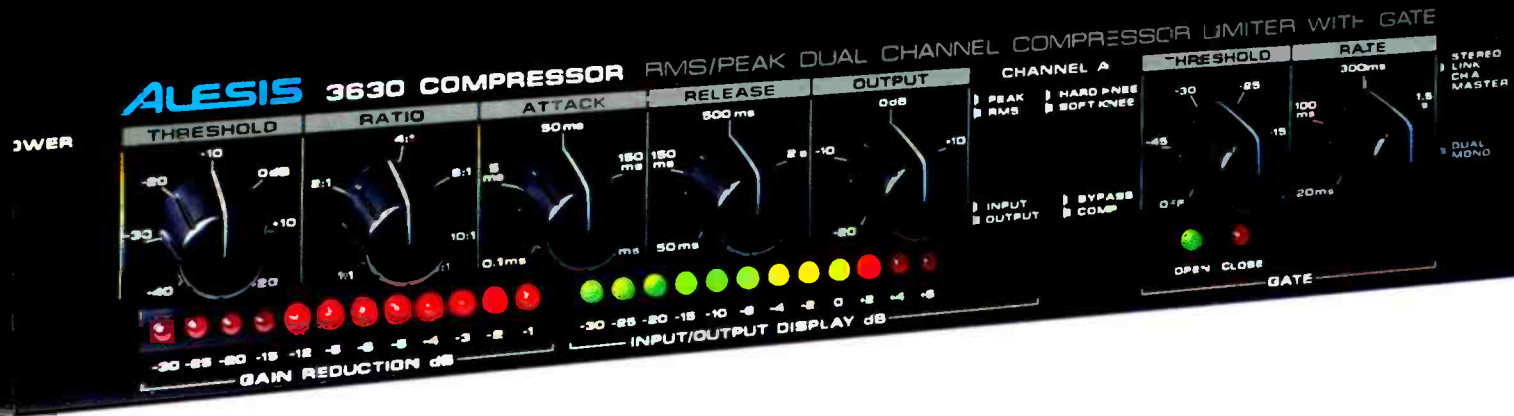 RMS/PEAK DUAL CHANNEL COMPRESSOR LIMITER WITH GATE
ALESIS 3630 COMPRESSOR
OWER
THRESHOLD
-10
-20
0dB
-30
+10
-40
+20
RATIO
4:1
2:1
6:1
10:1
1:1
ATTACK
50ms
5 ms
150 ms
0.1ms
ms
RELEASE
500ms
150 ms
2s
50ms
OUTPUT
0dB
-10
+10
-20
CHANNEL A
PEAK
RMS
HARD KNEE
SOFT KNEE
INPUT
OUTPUT
BYPASS
COMP
THRESHOLD
-30
-25
-45
-15
OFF
RATE
300ms
100 ms
1.5 s
20ms
STEREO
LINK
CH A
MASTER
DUAL
MONO
OPEN CLOSE
GATE
-30 -25 -20 -15 -12 -4 -3 -2 -1
GAIN REDUCTION dB
-30 -25 -20 -15 -10 -4 -2 0 +2 +4
INPUT/OUTPUT DISPLAY dB